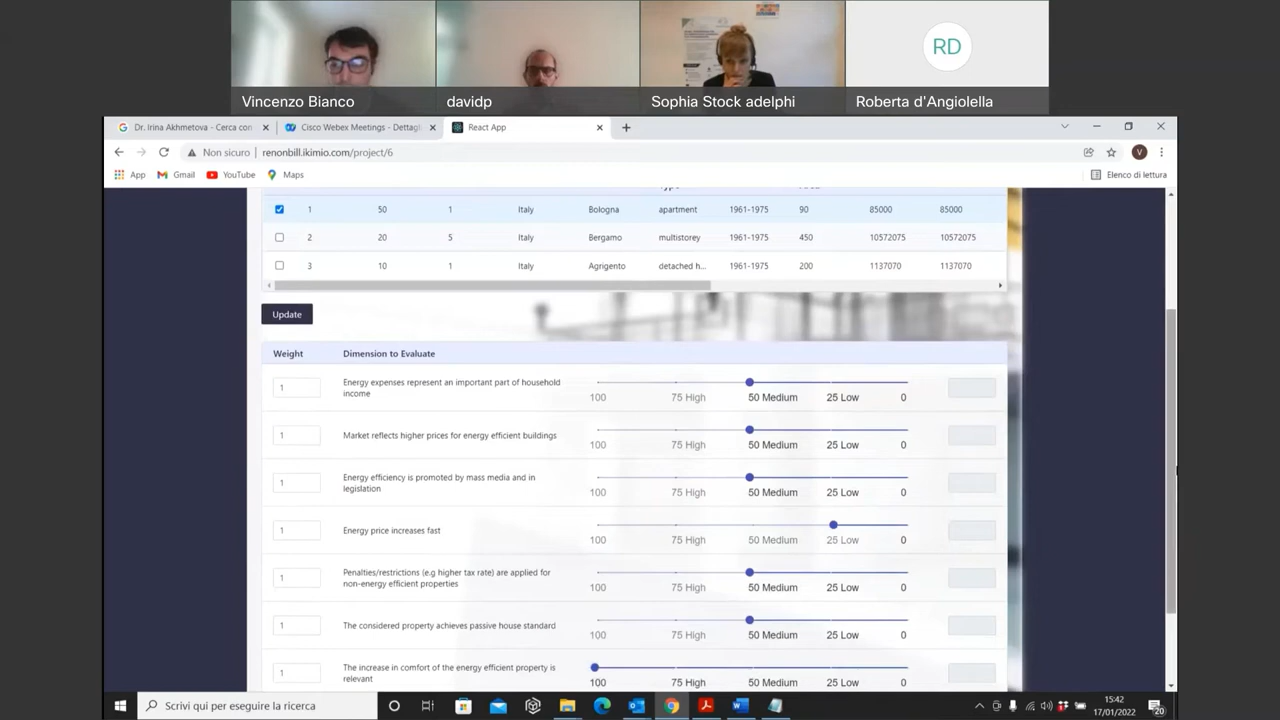 RD
Vincenzo Bianco
davidp
Sophia Stock adelphi
Roberta d'Angiolella
Dr. Irina Akhmetova - Cerca con
Cisco Webex Meetings - Dettagl
React App
Non sicuro
renonbill.ikimio.com/project/6
V
App
Gmail
YouTube
Maps
Elenco di lettura
1 50 1 Italy Bologna apartment 1961-1975 90 85000 85000
2 20 5 Italy Bergamo multistorey 1961-1975 450 10572075 10572075
3 10 1 Italy Agrigento detached h... 1961-1975 200 1137070 1137070
Update
Weight Dimension to Evaluate
1 Energy expenses represent an important part of household
income
100 75 High 50 Medium 25 Low 0
1 Market reflects higher prices for energy efficient buildings
100 75 High 50 Medium 25 Low 0
1 Energy efficiency is promoted by mass media and in
legislation
100 75 High 50 Medium 25 Low 0
1 Energy price increases fast
100 75 High 50 Medium 25 Low 0
1 Penalties/restrictions (e.g higher tax rate) are applied for
non-energy efficient properties
100 75 High 50 Medium 25 Low 0
1 The considered property achieves passive house standard
100 75 High 50 Medium 25 Low 0
1 The increase in comfort of the energy efficient property is
relevant
100 75 High 50 Medium 25 Low 0
Scrivi qui per eseguire la ricerca
15:42
17/01/2022
20